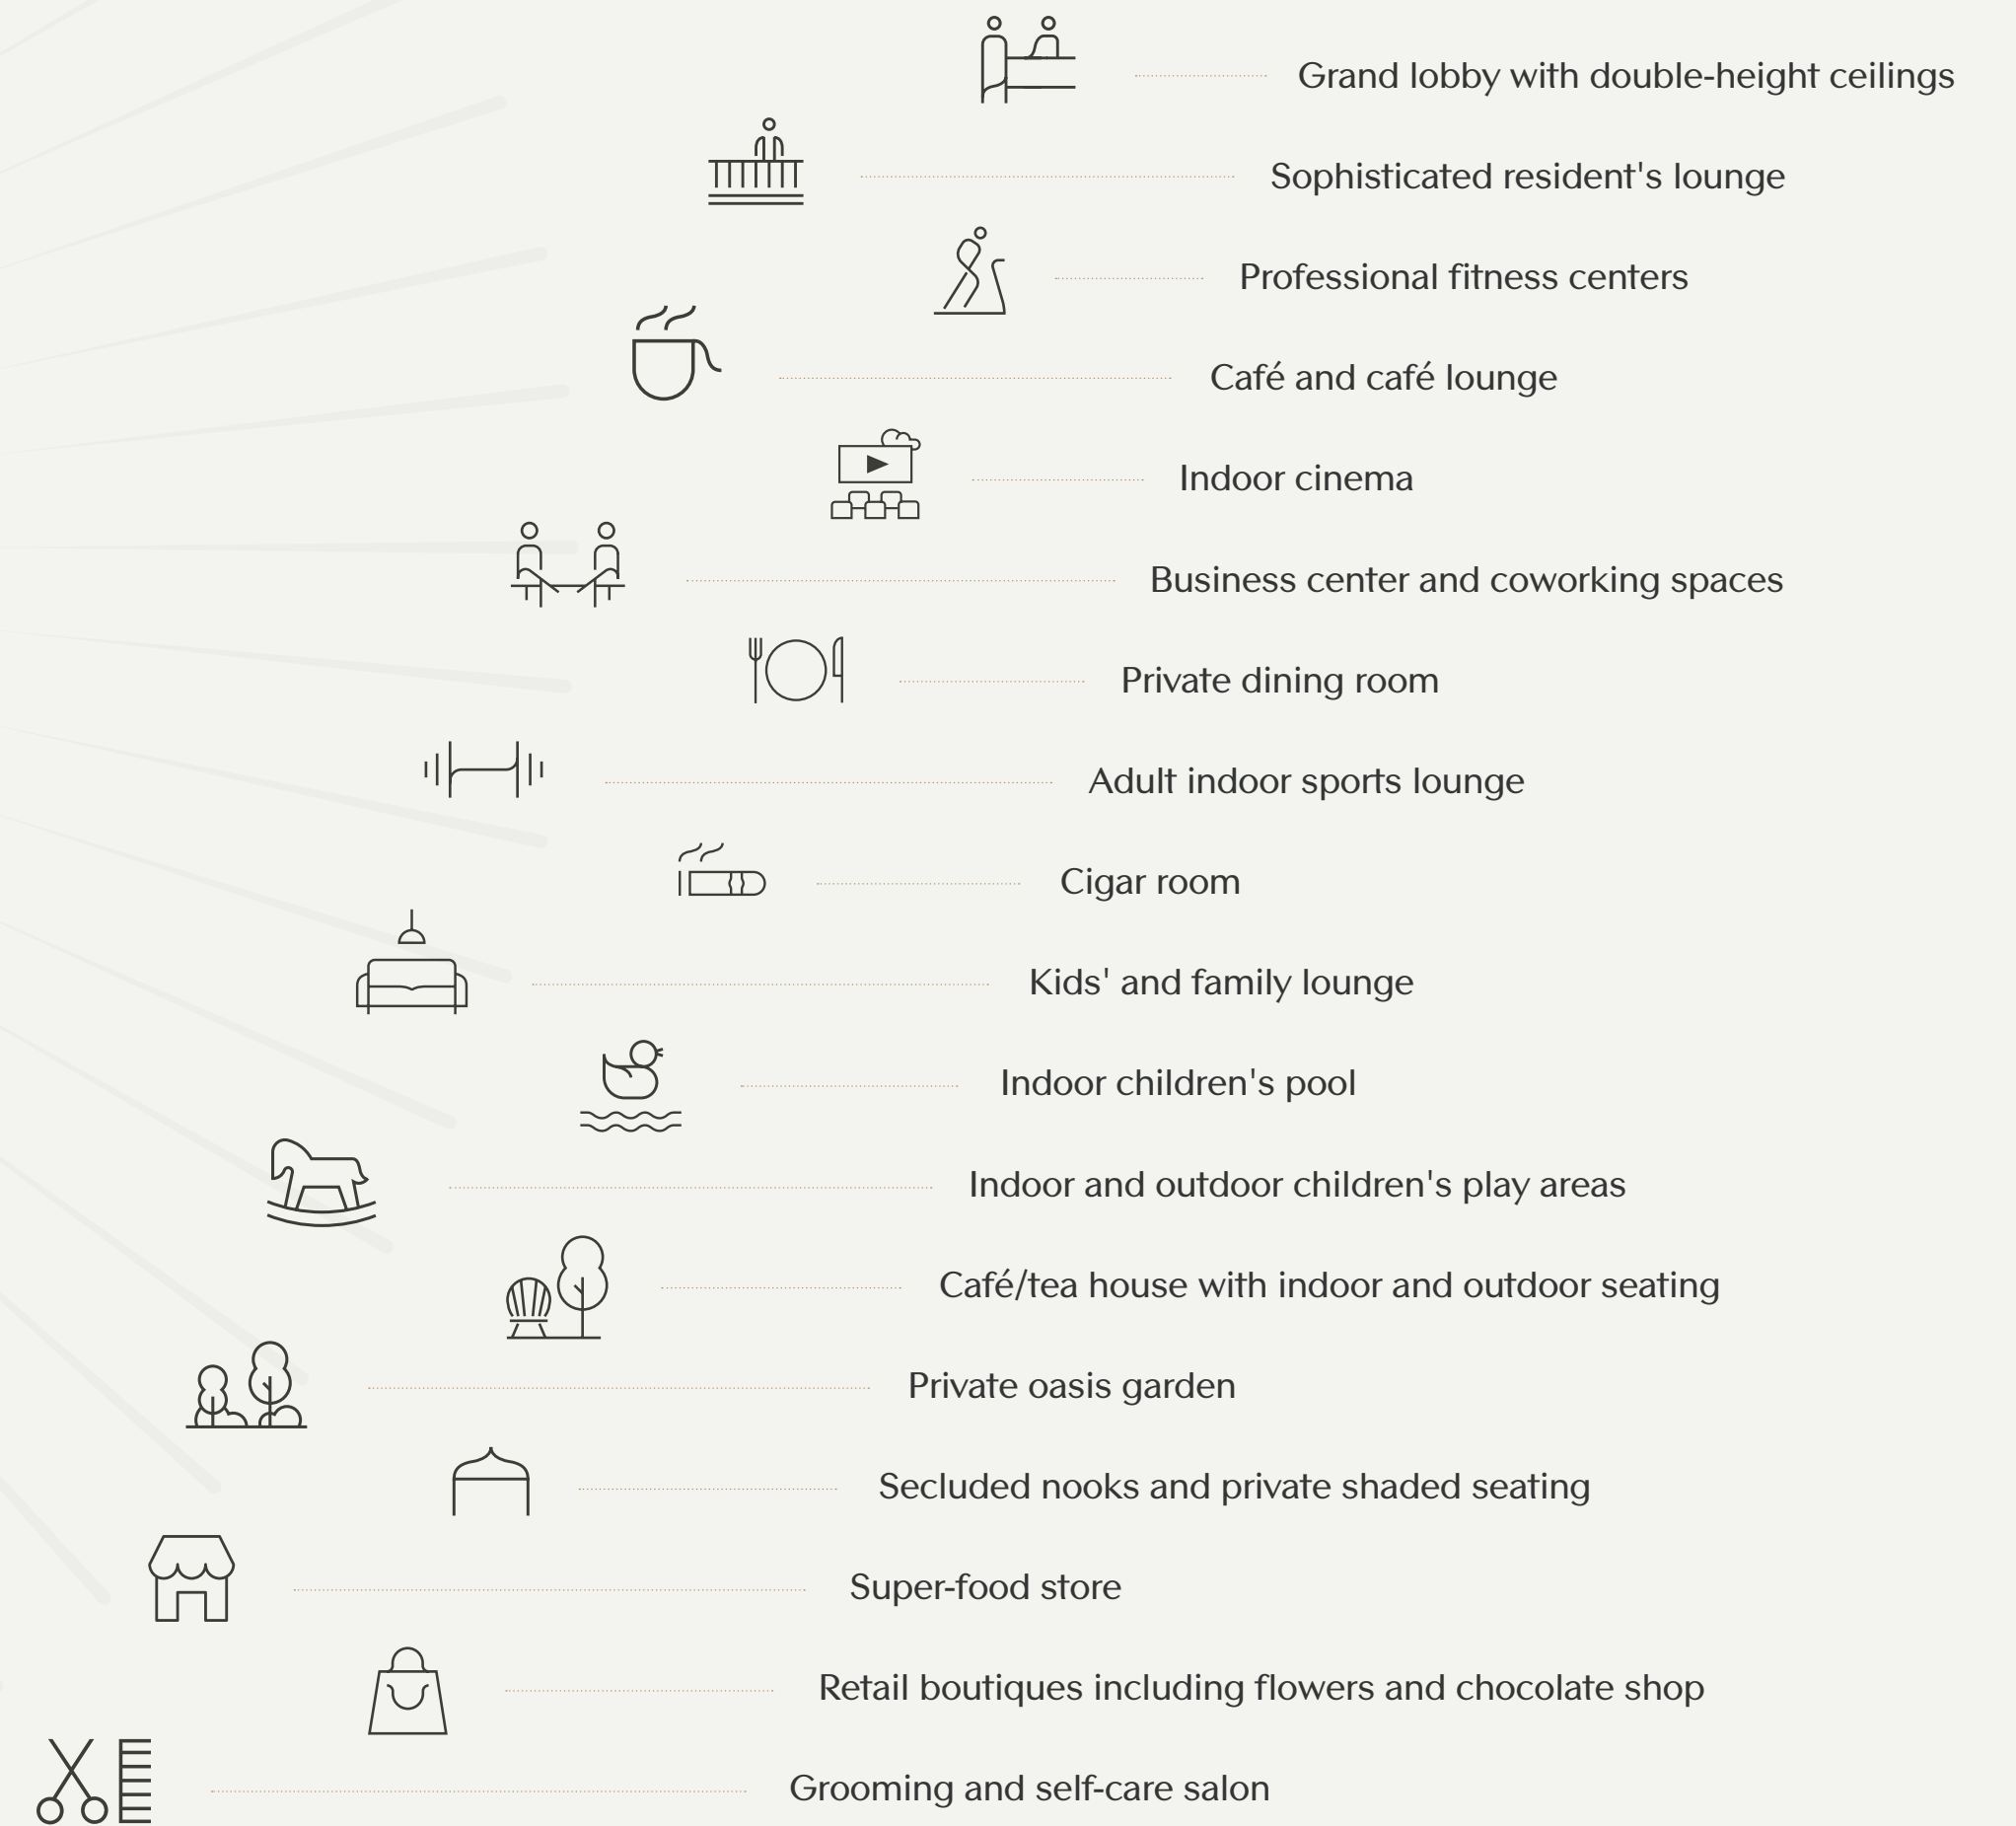 Grand lobby with double-height ceilings
Sophisticated resident's lounge
Professional fitness centers
Café and café lounge
Indoor cinema
Business center and coworking spaces
Private dining room
Adult indoor sports lounge
Cigar room
Kids' and family lounge
Indoor children's pool
Indoor and outdoor children's play areas
Café/tea house with indoor and outdoor seating
Private oasis garden
Secluded nooks and private shaded seating
Super-food store
Retail boutiques including flowers and chocolate shop
Grooming and self-care salon